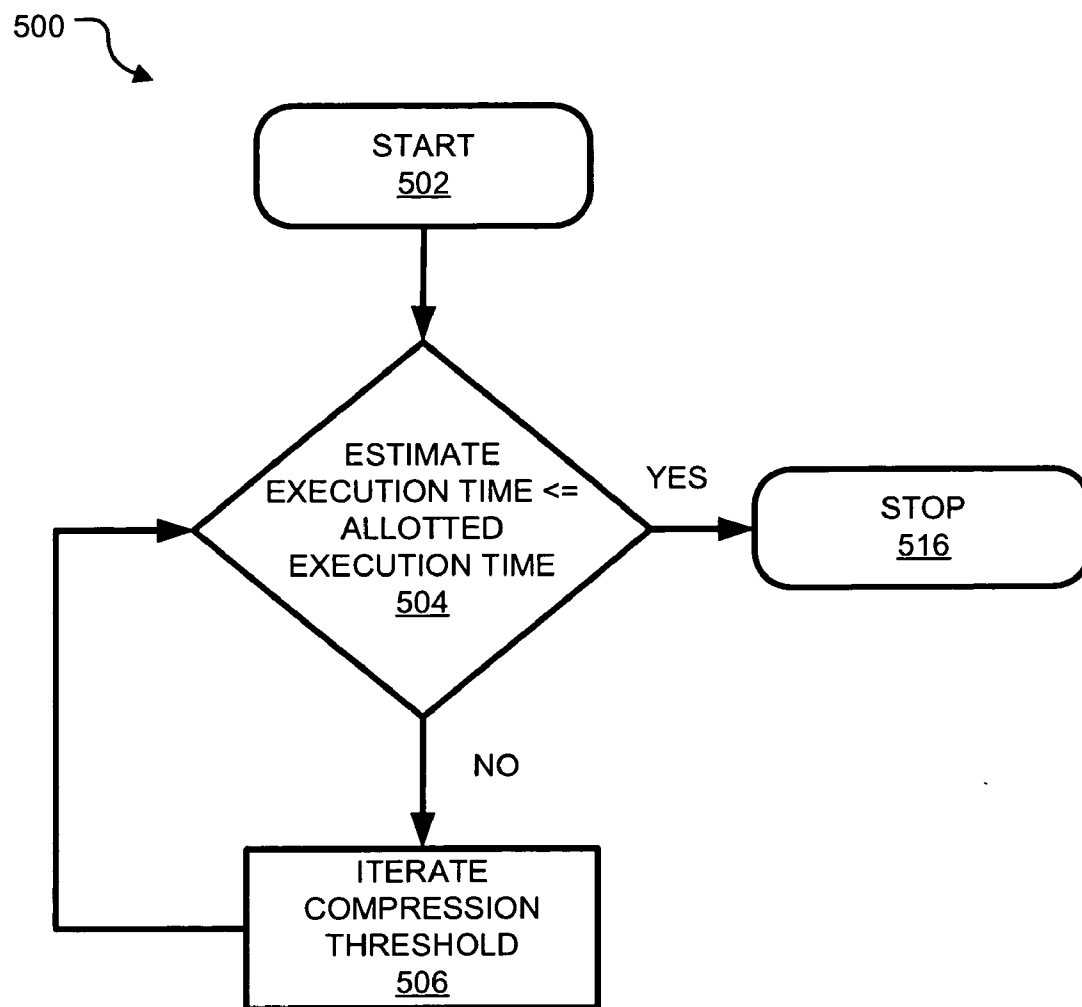 500
START
502
ESTIMATE
EXECUTION TIME <=
ALLOTTED
EXECUTION TIME
504
YES
STOP
516
NO
ITERATE
COMPRESSION
THRESHOLD
506